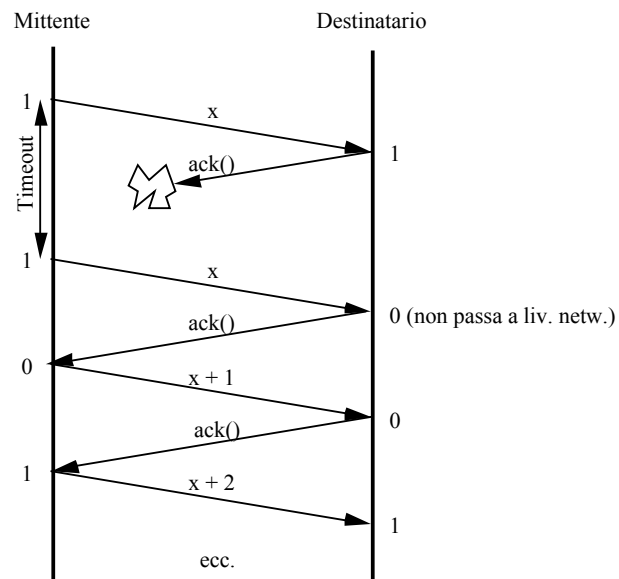 Mittente Destinatario
1
x
Timeout
ack()
1
1
x
0 (non passa a liv. netw.)
ack()
0
x + 1
0
ack()
1
x + 2
1
ecc.